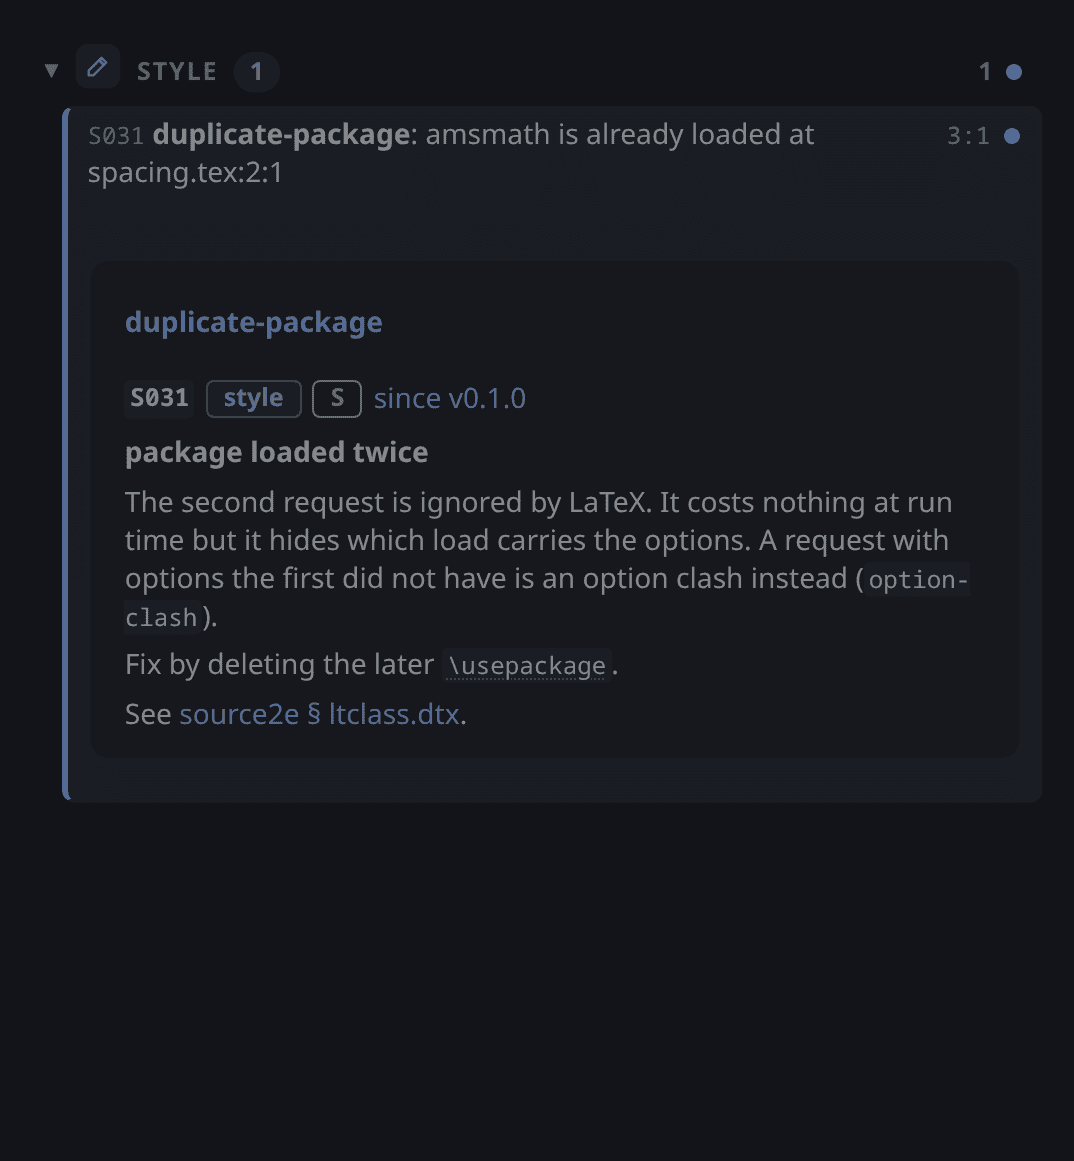 ▼ STYLE 1 1
S031 duplicate-package: amsmath is already loaded at 3:1
spacing.tex:2:1
duplicate-package
S031 style S since v0.1.0
package loaded twice
The second request is ignored by LaTeX. It costs nothing at run
time but it hides which load carries the options. A request with
options the first did not have is an option clash instead (option-
clash).
Fix by deleting the later \usepackage.
See source2e § ltclass.dtx.